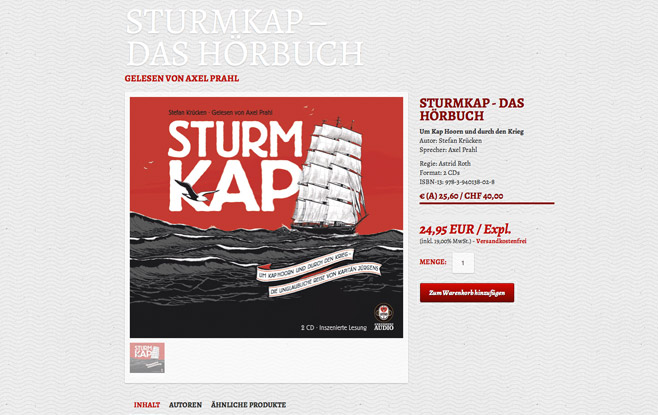 STURMKAP –
DAS HÖRBUCH
GELESEN VON AXEL PRAHL
Stefan Krücken · Gelesen von Axel Prahl
STURM
KAP
UM KAP HOORN UND DURCH DEN KRIEG –
DIE UNGLAUBLICHE REISE VON KAPITÄN JÜRGENS
2 CD · Inszenierte Lesung
AUDIO
STURM
KAP
STURMKAP - DAS
HÖRBUCH
Um Kap Hoorn und durch den Krieg
Autor: Stefan Krücken
Sprecher: Axel Prahl
Regie: Astrid Roth
Format: 2 CDs
ISBN-13: 978-3-940138-02-8
€ (A) 25,60 / CHF 40,00
24,95 EUR / Expl.
(inkl. 19,00% MwSt.) - Versandkostenfrei
MENGE:
1
Zum Warenkorb hinzufügen
INHALT AUTOREN ÄHNLICHE PRODUKTE